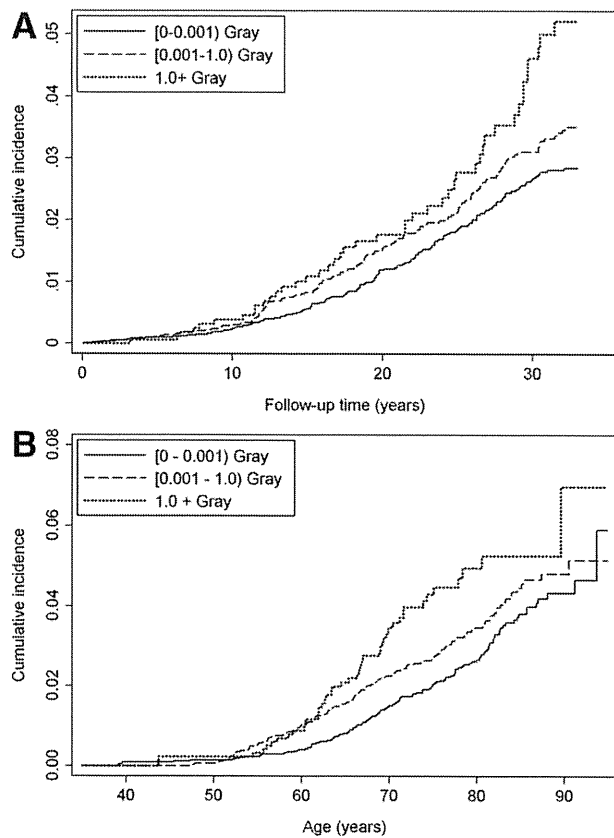 A
[0-0.001) Gray
[0.001-1.0) Gray
1.0+ Gray
Cumulative incidence
.05
.04
.03
.02
.01
0
0 10 20 30
Follow-up time (years)
B
[0 - 0.001) Gray
[0.001 - 1.0) Gray
1.0 + Gray
Cumulative incidence
0.08
0.06
0.04
0.02
0.00
40 50 60 70 80 90
Age (years)